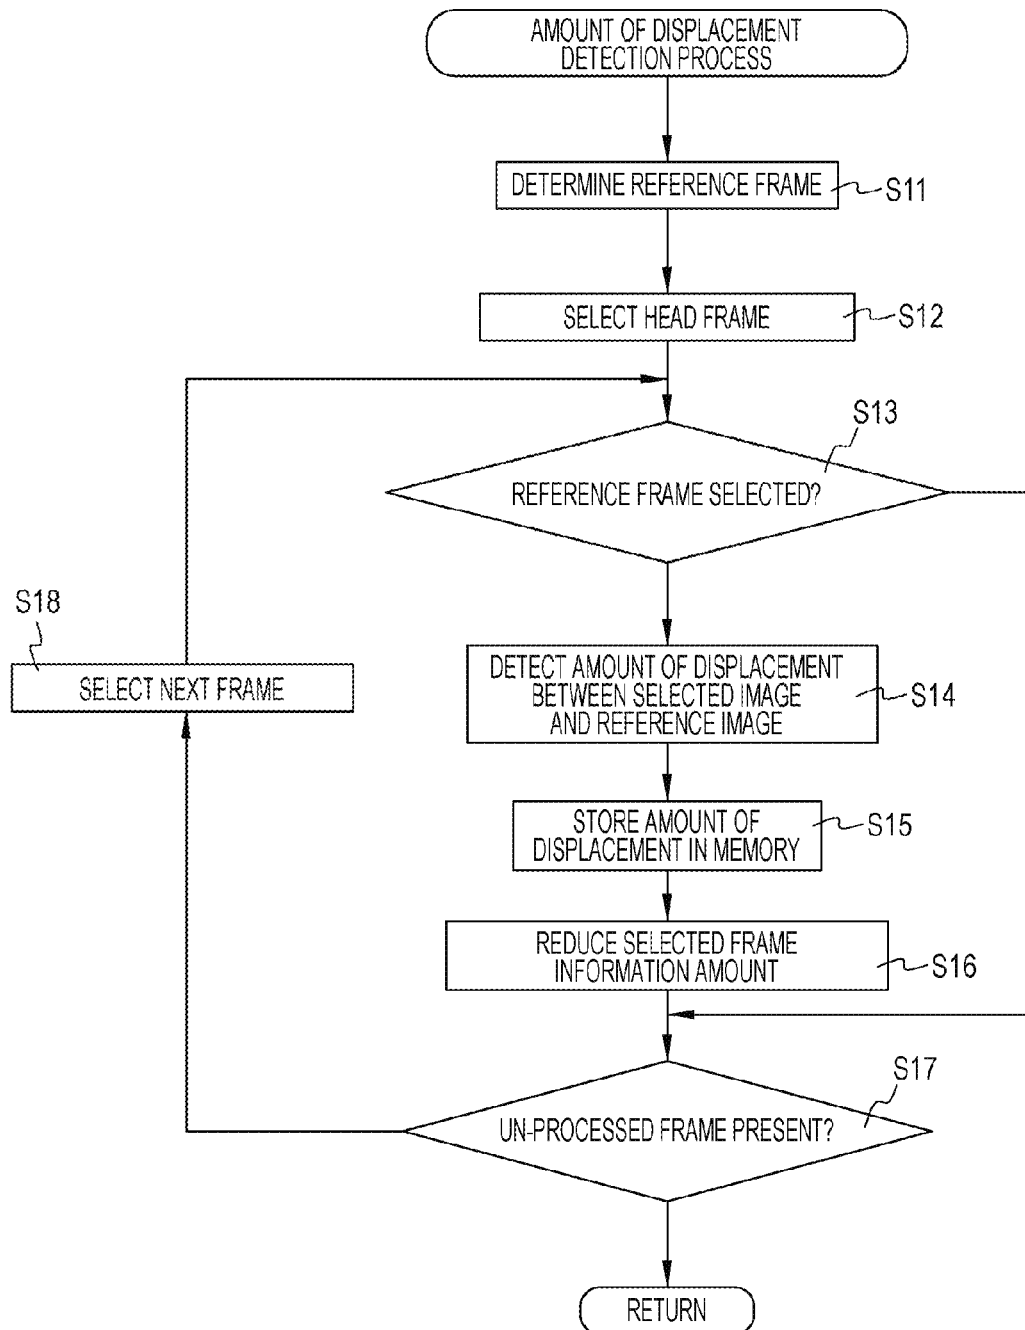 AMOUNT OF DISPLACEMENT
DETECTION PROCESS
DETERMINE REFERENCE FRAME
S11
SELECT HEAD FRAME
S12
S13
REFERENCE FRAME SELECTED?
S18
SELECT NEXT FRAME
DETECT AMOUNT OF DISPLACEMENT
BETWEEN SELECTED IMAGE
AND REFERENCE IMAGE
S14
STORE AMOUNT OF
DISPLACEMENT IN MEMORY
S15
REDUCE SELECTED FRAME
INFORMATION AMOUNT
S16
S17
UN-PROCESSED FRAME PRESENT?
RETURN